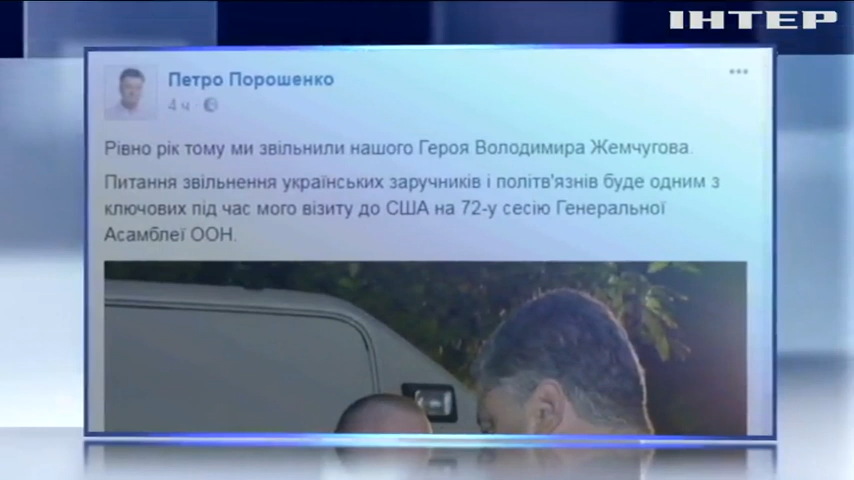 ІНТЕР
Петро Порошенко
4 ч ·
Рівно рік тому ми звільнили нашого Героя Володимира Жемчугова.
Питання звільнення українських заручників і політв'язнів буде одним з
ключових під час мого візиту до США на 72-у сесію Генеральної
Асамблеї ООН.